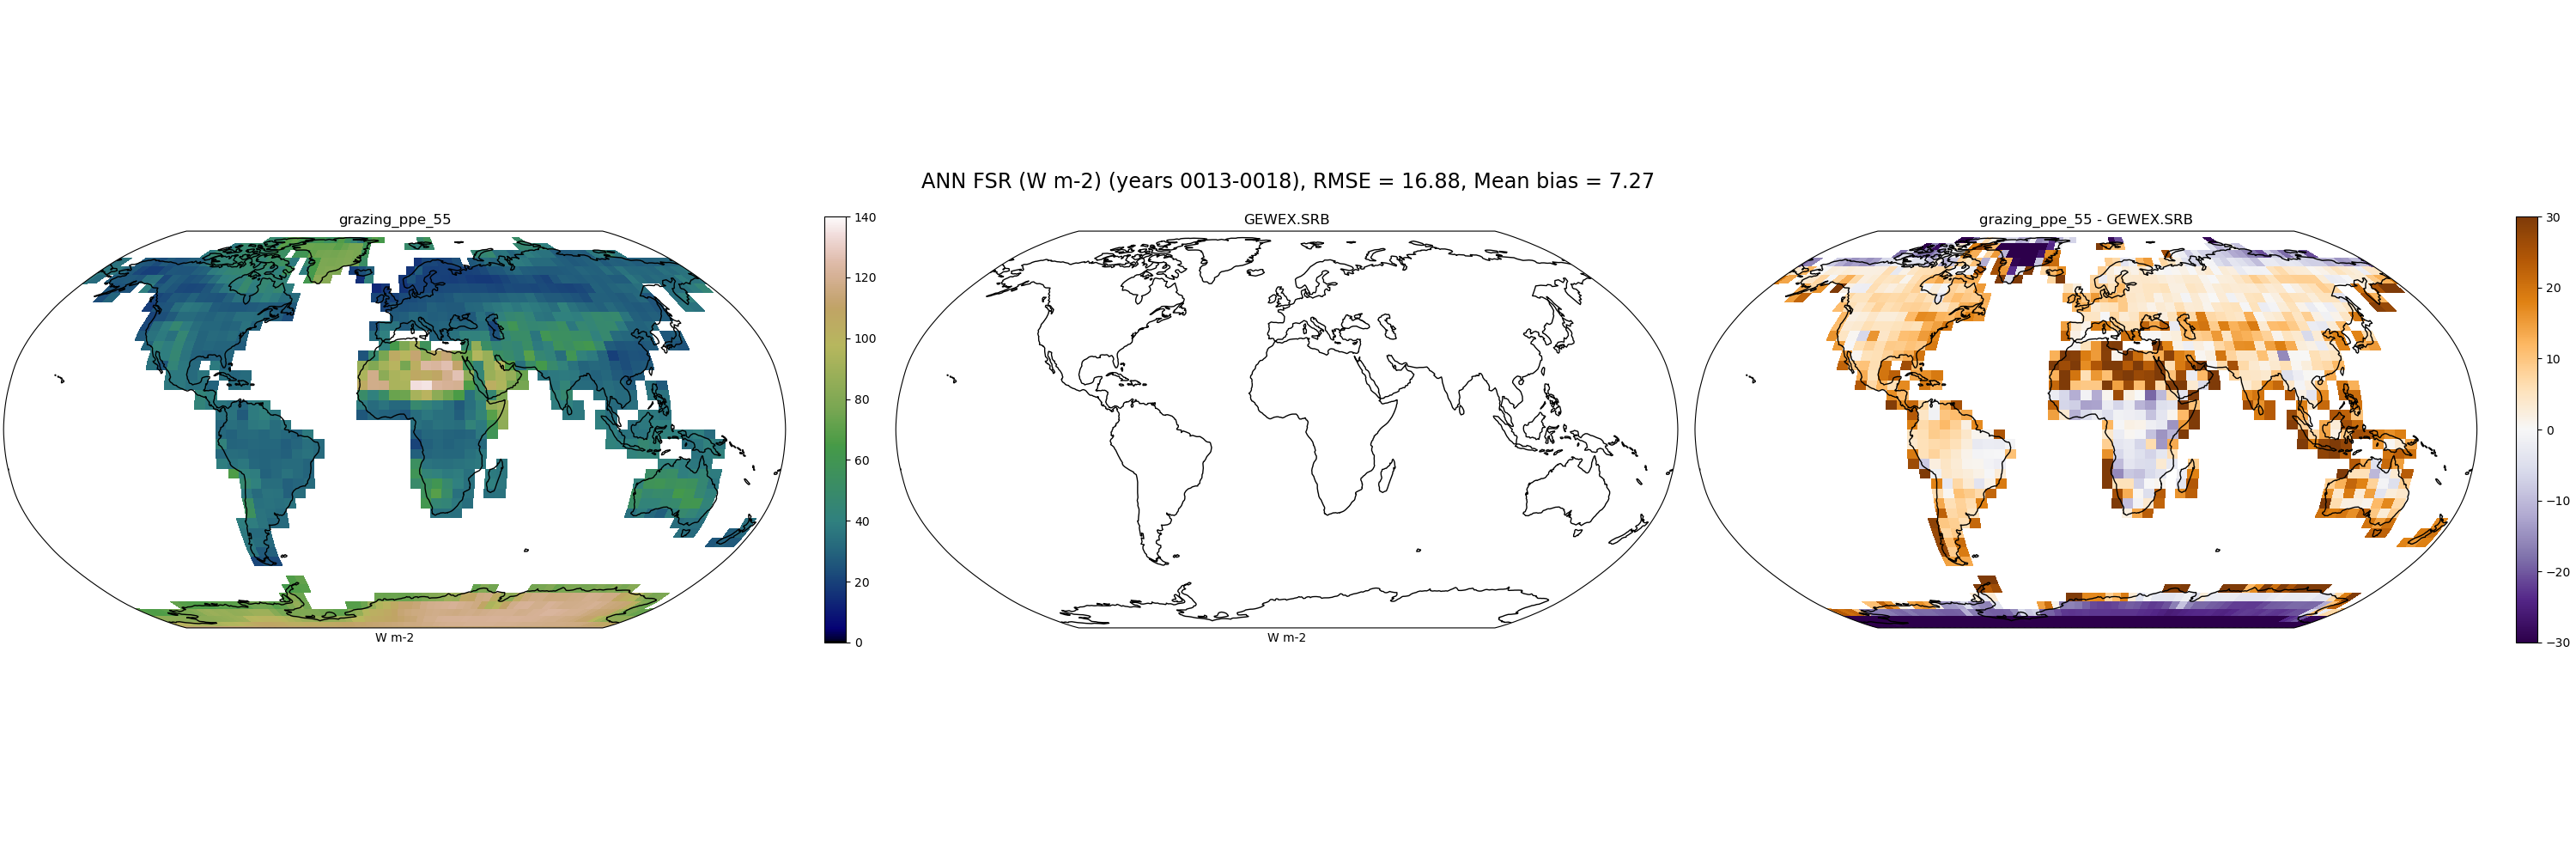 ANN FSR (W m-2) (years 0013-0018), RMSE = 16.88, Mean bias = 7.27
grazing_ppe_55
140
120
100
80
60
40
20
0
W m-2
GEWEX.SRB
W m-2
grazing_ppe_55 - GEWEX.SRB
30
20
10
0
−10
−20
−30